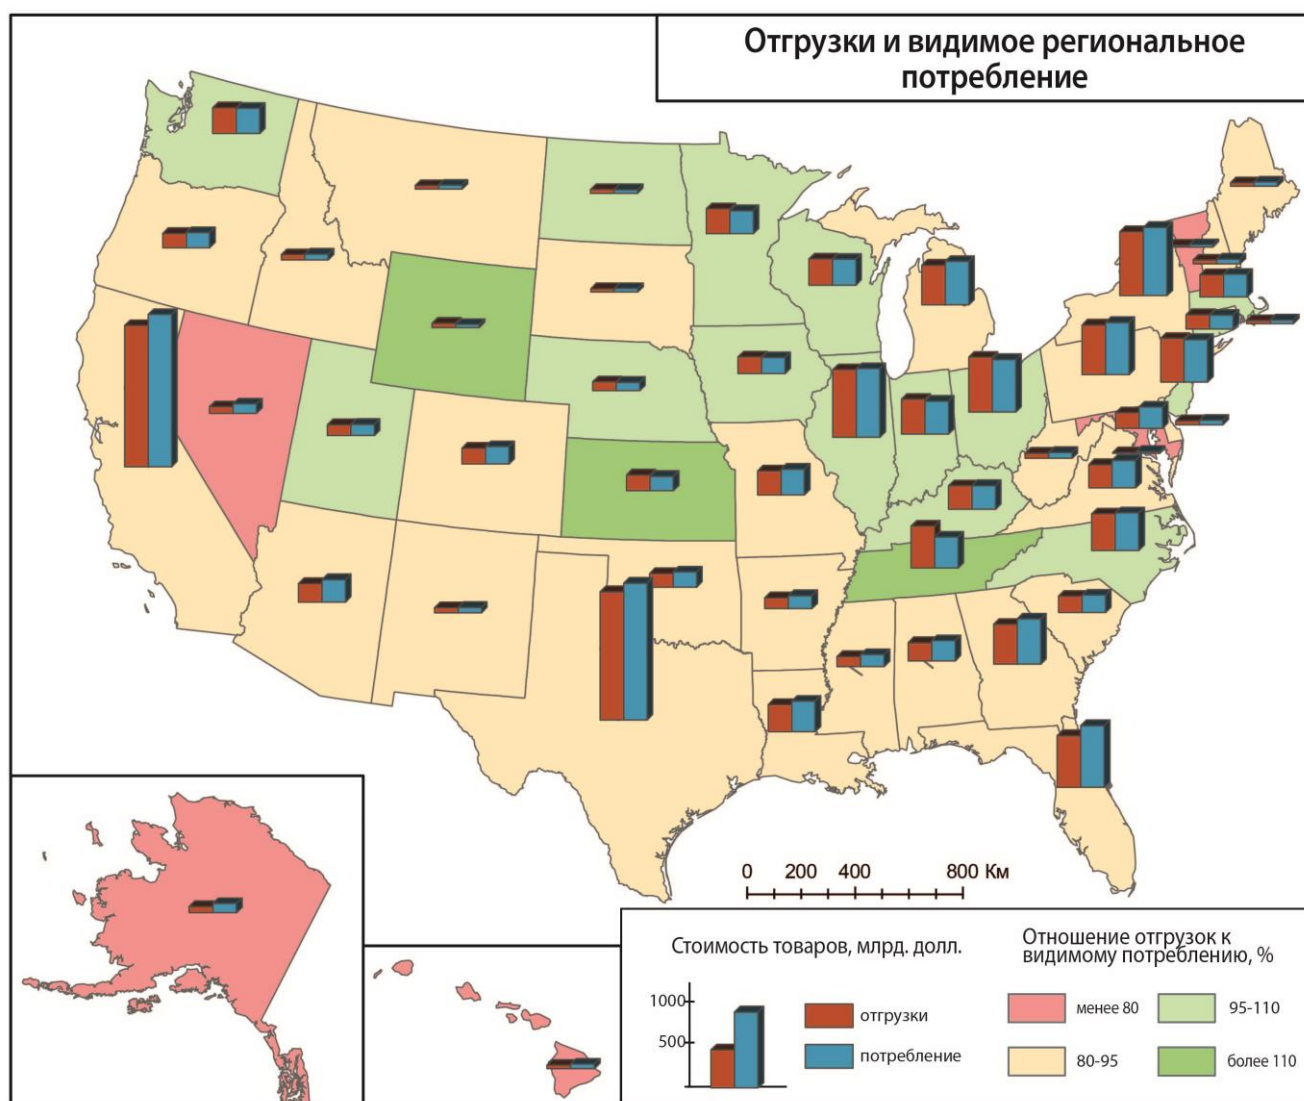 Отгрузки и видимое региональное
потребление
0 200 400 800 Км
Стоимость товаров, млрд. долл.
1000
500
отгрузки
потребление
Отношение отгрузок к
видимому потреблению, %
менее 80
95-110
80-95
более 110